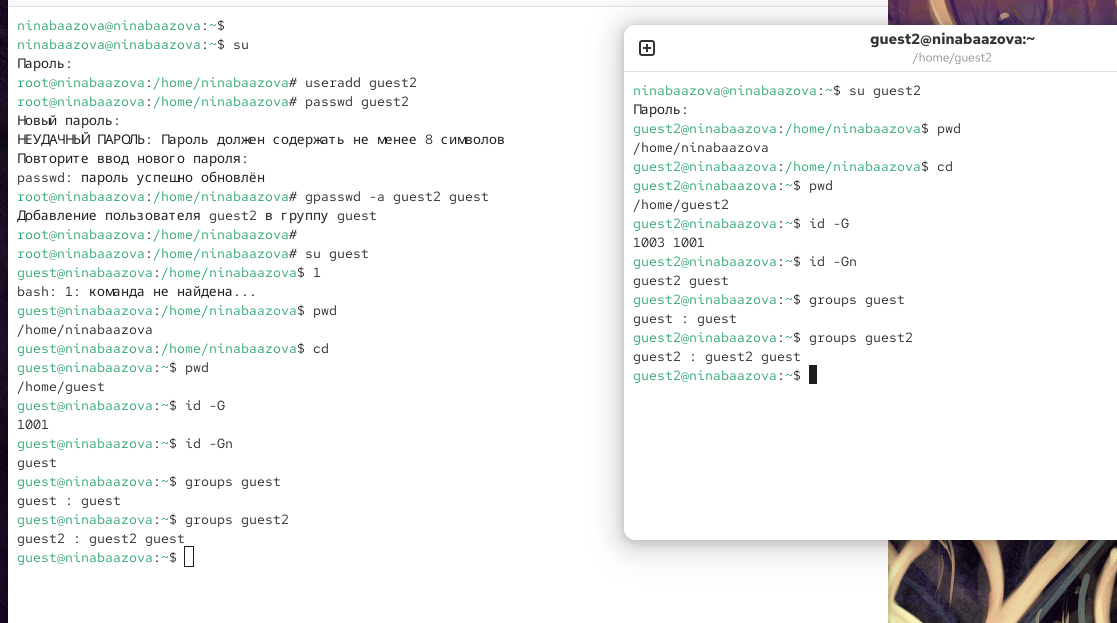 ninabaazova@ninabaazova:~$
ninabaazova@ninabaazova:~$ su
Пароль:
root@ninabaazova:/home/ninabaazova# useradd guest2
root@ninabaazova:/home/ninabaazova# passwd guest2
Новый пароль:
НЕУДАЧНЫЙ ПАРОЛЬ: Пароль должен содержать не менее 8 символов
Повторите ввод нового пароля:
passwd: пароль успешно обновлён
root@ninabaazova:/home/ninabaazova# gpasswd -a guest2 guest
Добавление пользователя guest2 в группу guest
root@ninabaazova:/home/ninabaazova#
root@ninabaazova:/home/ninabaazova# su guest
guest@ninabaazova:/home/ninabaazova$ 1
bash: 1: команда не найдена...
guest@ninabaazova:/home/ninabaazova$ pwd
/home/ninabaazova
guest@ninabaazova:/home/ninabaazova$ cd
guest@ninabaazova:~$ pwd
/home/guest
guest@ninabaazova:~$ id -G
1001
guest@ninabaazova:~$ id -Gn
guest
guest@ninabaazova:~$ groups guest
guest : guest
guest@ninabaazova:~$ groups guest2
guest2 : guest2 guest
guest@ninabaazova:~$
guest2@ninabaazova:~
/home/guest2
ninabaazova@ninabaazova:~$ su guest2
Пароль:
guest2@ninabaazova:/home/ninabaazova$ pwd
/home/ninabaazova
guest2@ninabaazova:/home/ninabaazova$ cd
guest2@ninabaazova:~$ pwd
/home/guest2
guest2@ninabaazova:~$ id -G
1003 1001
guest2@ninabaazova:~$ id -Gn
guest2 guest
guest2@ninabaazova:~$ groups guest
guest : guest
guest2@ninabaazova:~$ groups guest2
guest2 : guest2 guest
guest2@ninabaazova:~$